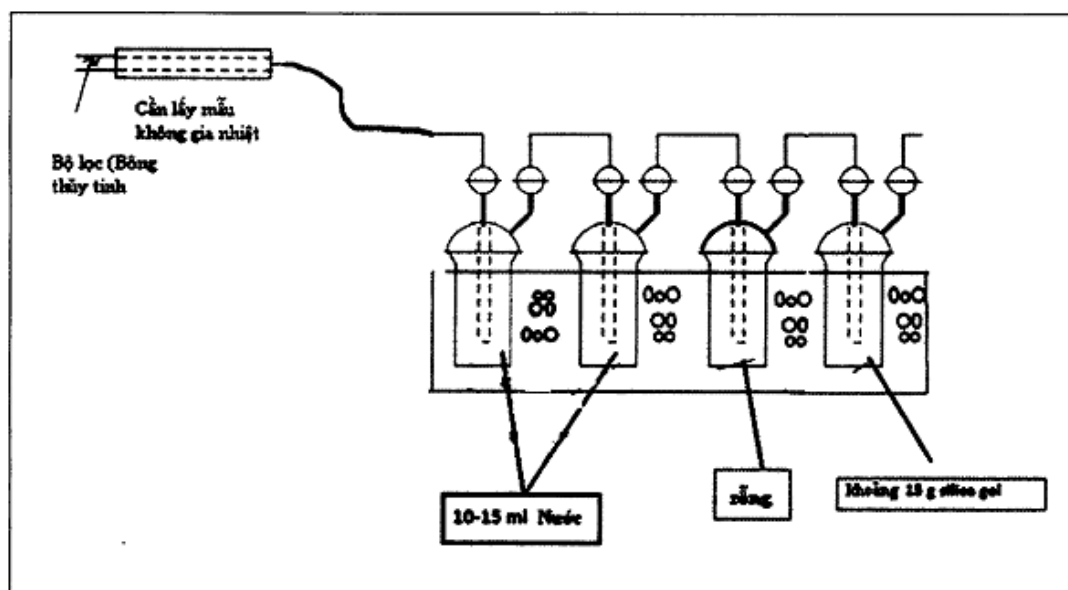 Cần lấy mẫu
không gia nhiệt
Bộ lọc (Bông
thủy tinh
10-15 ml Nước
rỗng
khoảng 15 g silica gel